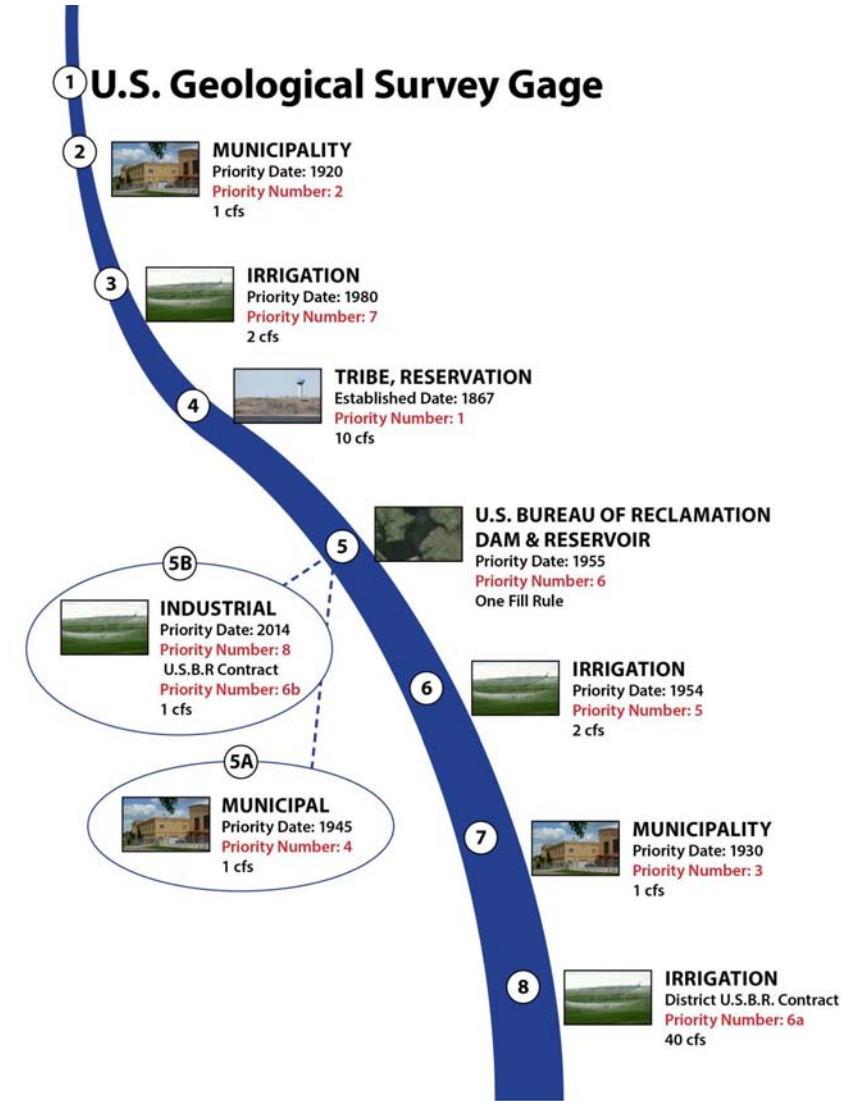 1 U.S. Geological Survey Gage
2
MUNICIPALITY
Priority Date: 1920
Priority Number: 2
1 cfs
3
IRRIGATION
Priority Date: 1980
Priority Number: 7
2 cfs
4
TRIBE, RESERVATION
Established Date: 1867
Priority Number: 1
10 cfs
5
U.S. BUREAU OF RECLAMATION
DAM & RESERVOIR
Priority Date: 1955
Priority Number: 6
One Fill Rule
5B
INDUSTRIAL
Priority Date: 2014
Priority Number: 8
U.S.B.R Contract
Priority Number: 6b
1 cfs
6
IRRIGATION
Priority Date: 1954
Priority Number: 5
2 cfs
5A
MUNICIPAL
Priority Date: 1945
Priority Number: 4
1 cfs
7
MUNICIPALITY
Priority Date: 1930
Priority Number: 3
1 cfs
8
IRRIGATION
District U.S.B.R. Contract
Priority Number: 6a
40 cfs